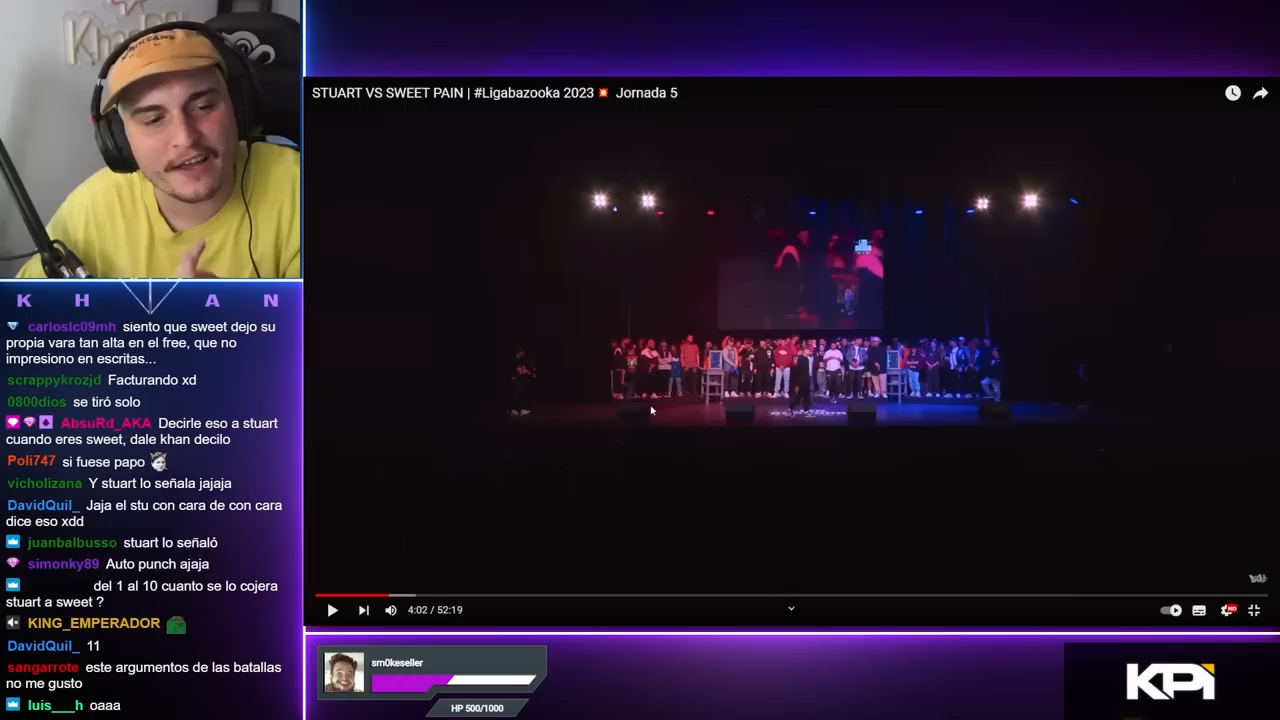 STUART VS SWEET PAIN | #Ligabazooka 2023💥 Jornada 5
K H A N
carloslc09mh siento que sweet dejo su
propia vara tan alta en el free, que no
impresiono en escritas...
scrappykrozjd Facturando xd
0800dios se tiró solo
AbsuRd_AKA Decirle eso a stuart
cuando eres sweet, dale khan decilo
Poli747 si fuese papo
vicholizana Y stuart lo señala jajaja
DavidQuil_ Jaja el stu con cara de con cara
dice eso xdd
juanbalbusso stuart lo señaló
simonky89 Auto punch ajaja
del 1 al 10 cuanto se lo cojera
stuart a sweet ?
KING_EMPERADOR
DavidQuil_ 11
sangarrote este argumentos de las batallas
no me gusto
luis___h oaaa
4:02 / 52:19
HD
sm0keseller
HP 500/1000
KPi